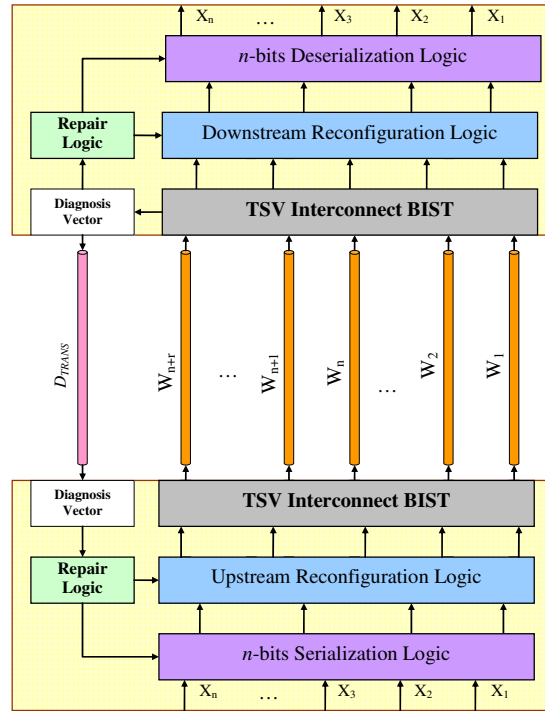 Xn ... X3 X2 X1
n-bits Deserialization Logic
Repair Logic
Downstream Reconfiguration Logic
Diagnosis Vector
TSV Interconnect BIST
DTRANS
Wn+r ... Wn+1 Wn ... W2 W1
Diagnosis Vector
TSV Interconnect BIST
Repair Logic
Upstream Reconfiguration Logic
n-bits Serialization Logic
Xn ... X3 X2 X1